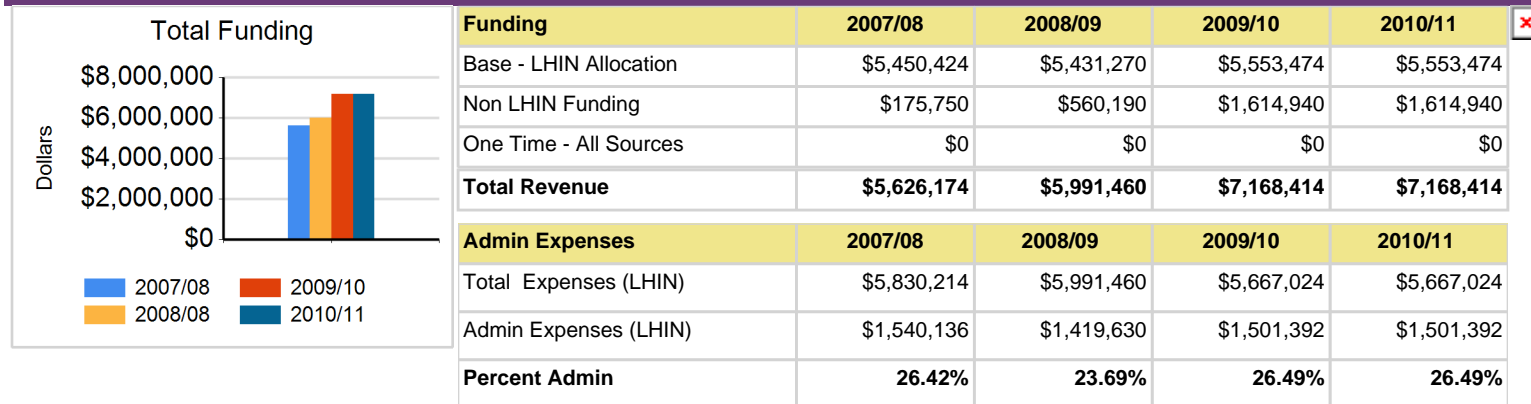 Total Funding
$8,000,000
$6,000,000
$4,000,000
$2,000,000
$0
Dollars
2007/08 2009/10
2008/08 2010/11
Funding 2007/08 2008/09 2009/10 2010/11
Base - LHIN Allocation $5,450,424 $5,431,270 $5,553,474 $5,553,474
Non LHIN Funding $175,750 $560,190 $1,614,940 $1,614,940
One Time - All Sources $0 $0 $0 $0
Total Revenue $5,626,174 $5,991,460 $7,168,414 $7,168,414
Admin Expenses 2007/08 2008/09 2009/10 2010/11
Total Expenses (LHIN) $5,830,214 $5,991,460 $5,667,024 $5,667,024
Admin Expenses (LHIN) $1,540,136 $1,419,630 $1,501,392 $1,501,392
Percent Admin 26.42% 23.69% 26.49% 26.49%